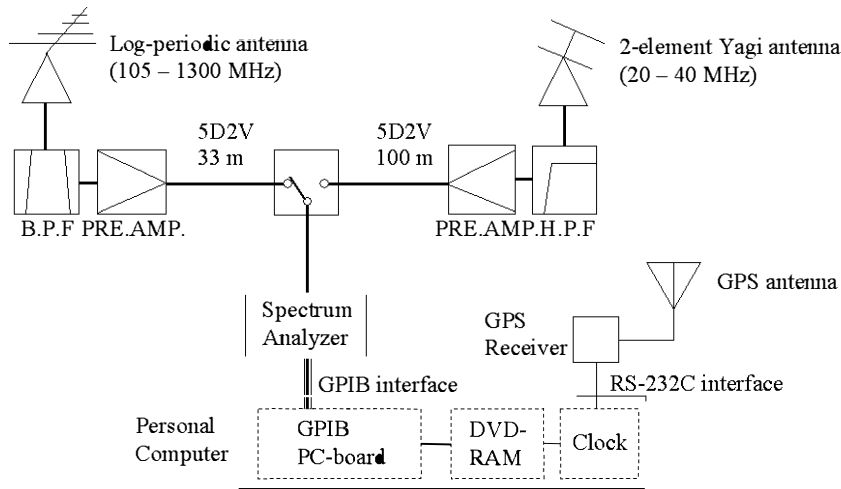 Log-periodic antenna
(105 – 1300 MHz)
2-element Yagi antenna
(20 – 40 MHz)
5D2V
33 m
5D2V
100 m
B.P.F PRE.AMP.
PRE.AMP.H.P.F
GPS antenna
Spectrum
Analyzer
GPS
Receiver
GPIB interface
RS-232C interface
Personal
Computer
GPIB
PC-board
DVD-
RAM
Clock